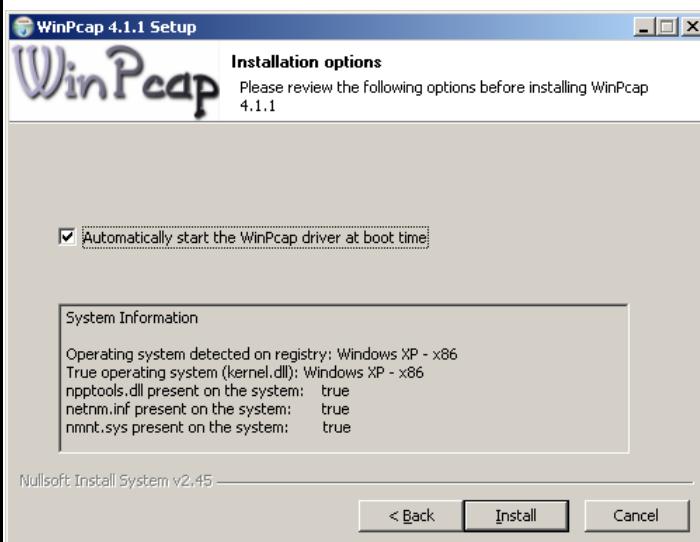 WinPcap 4.1.1 Setup
WinPcap
Installation options
Please review the following options before installing WinPcap
4.1.1
Automatically start the WinPcap driver at boot time
System Information
Operating system detected on registry: Windows XP - x86
True operating system (kernel.dll): Windows XP - x86
npptools.dll present on the system: true
netnm.inf present on the system: true
nmnt.sys present on the system: true
Nullsoft Install System v2.45
< Back Install Cancel